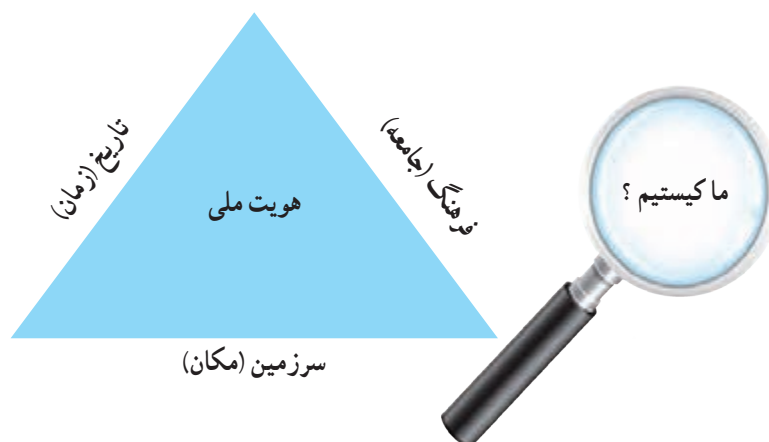 ما کیستیم ؟
فرهنگ (جامعه)
هویت ملی
تاریخ (زمان)
سرزمین (مکان)